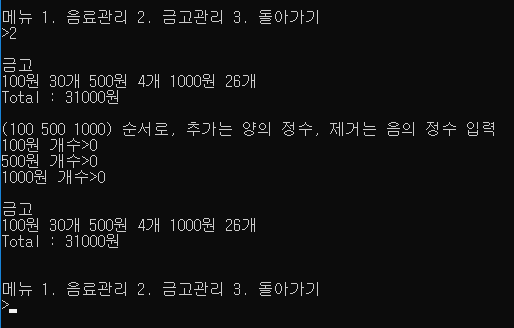 메뉴 1. 음료관리 2. 금고관리 3. 돌아가기
>2
금고
100원 30개 500원 4개 1000원 26개
Total : 31000원
(100 500 1000) 순서로, 추가는 양의 정수, 제거는 음의 정수 입력
100원 개수>0
500원 개수>0
1000원 개수>0
금고
100원 30개 500원 4개 1000원 26개
Total : 31000원
메뉴 1. 음료관리 2. 금고관리 3. 돌아가기
>